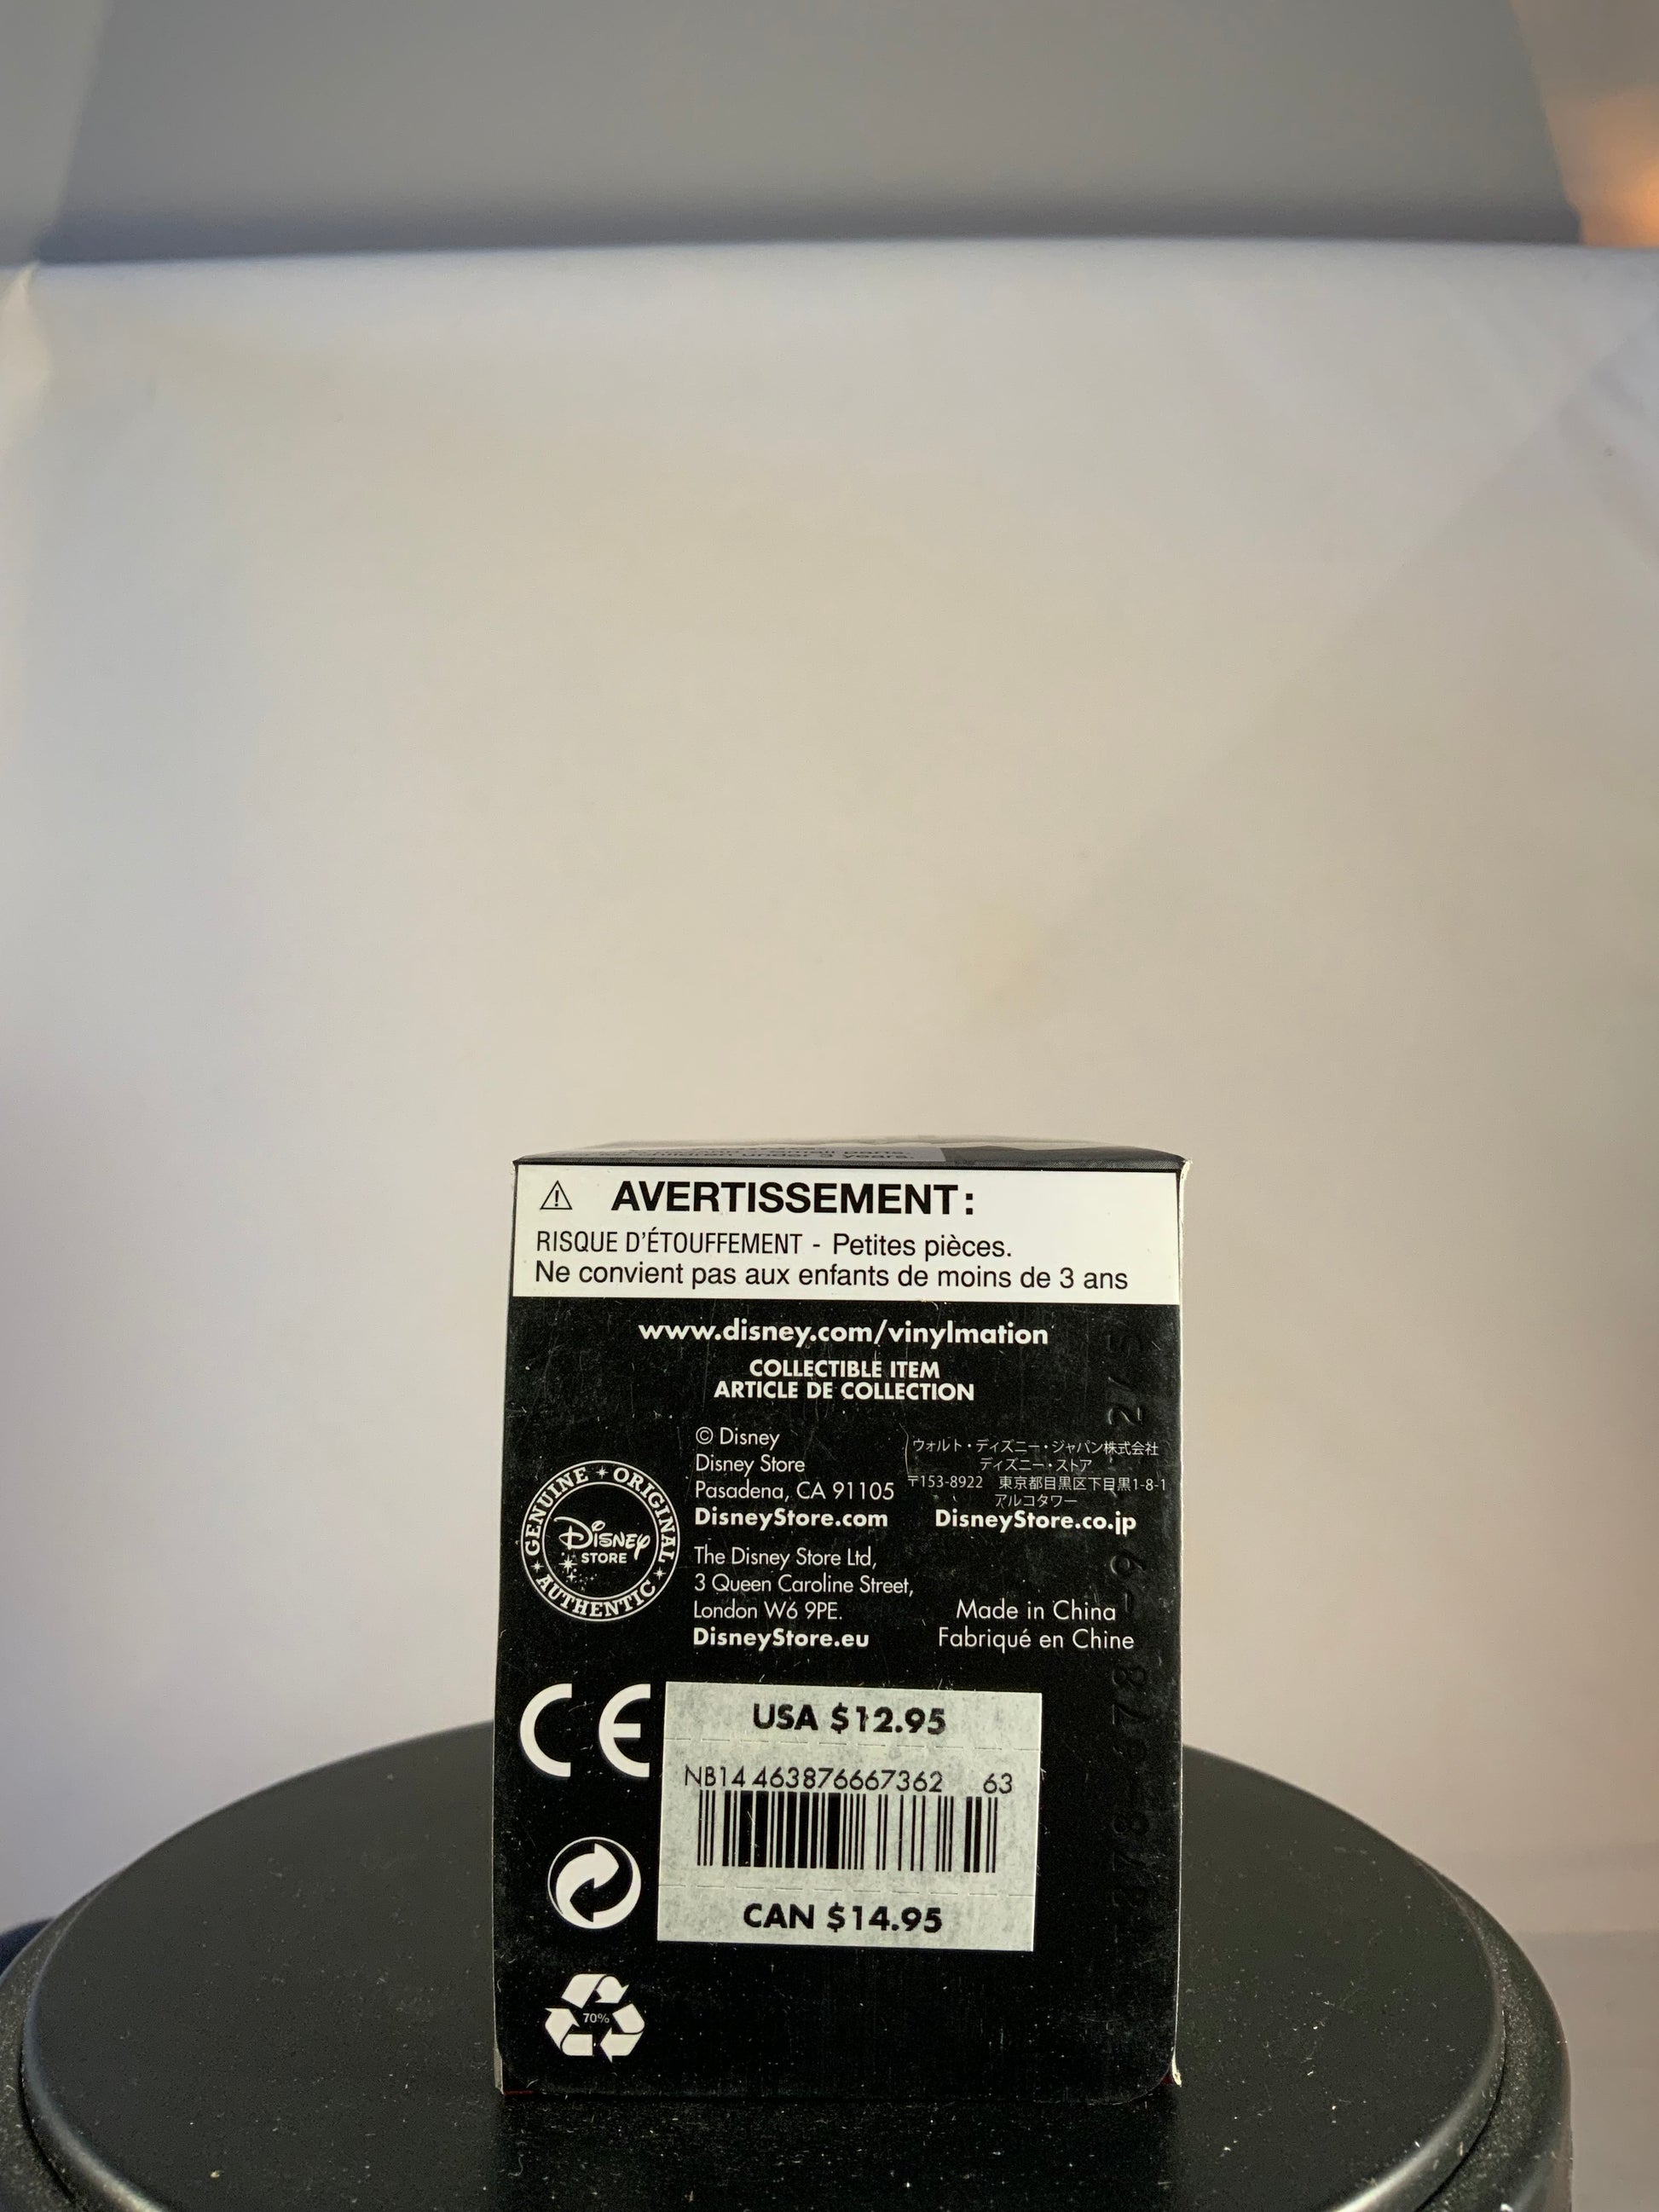 Small parts.
children under 3 years.
AVERTISSEMENT:
RISQUE D'ÉTOUFFEMENT - Petites pièces.
Ne convient pas aux enfants de moins de 3 ans
www.disney.com/vinylmation
COLLECTIBLE ITEM
ARTICLE DE COLLECTION
© Disney
Disney Store
Pasadena, CA 91105
DisneyStore.com
ウォルト・ディズニー・ジャパン株式会社
ディズニー・ストア
〒153-8922 東京都目黒区下目黒1-8-1
アルコタワー
DisneyStore.co.jp
GENUINE ORIGINAL
Disney
STORE
AUTHENTIC
The Disney Store Ltd,
3 Queen Caroline Street,
London W6 9PE.
DisneyStore.eu
Made in China
Fabriqué en Chine
CE
USA $12.95
NB14 463876667362 63
CAN $14.95
70%